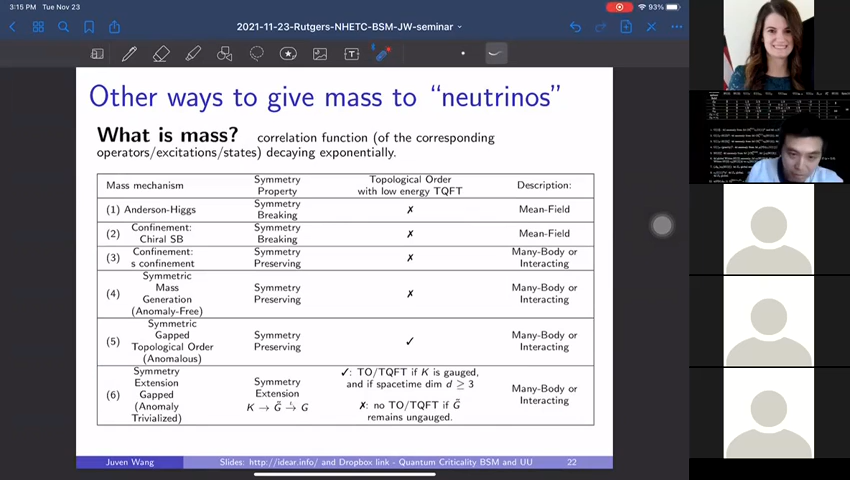 3:15 PM Tue Nov 23
93%
2021-11-23-Rutgers-NHETC-BSM-JW-seminar
Other ways to give mass to “neutrinos”
What is mass? correlation function (of the corresponding
operators/excitations/states) decaying exponentially.
Mass mechanism Symmetry Property Topological Order with low energy TQFT Description:
(1) Anderson-Higgs Symmetry Breaking ✗ Mean-Field
(2) Confinement: Chiral SB Symmetry Breaking ✗ Mean-Field
(3) Confinement: s confinement Symmetry Preserving ✗ Many-Body or Interacting
(4) Symmetric Mass Generation (Anomaly-Free) Symmetry Preserving ✗ Many-Body or Interacting
(5) Symmetric Gapped Topological Order (Anomalous) Symmetry Preserving ✓ Many-Body or Interacting
(6) Symmetry Extension Gapped (Anomaly Trivialized) Symmetry Extension K → G̃ →ʳ G ✓: TO/TQFT if K is gauged, and if spacetime dim d ≥ 3 ✗: no TO/TQFT if G̃ remains ungauged. Many-Body or Interacting
Juven Wang Slides: http://idear.info/ and Dropbox link - Quantum Criticality BSM and UU 22